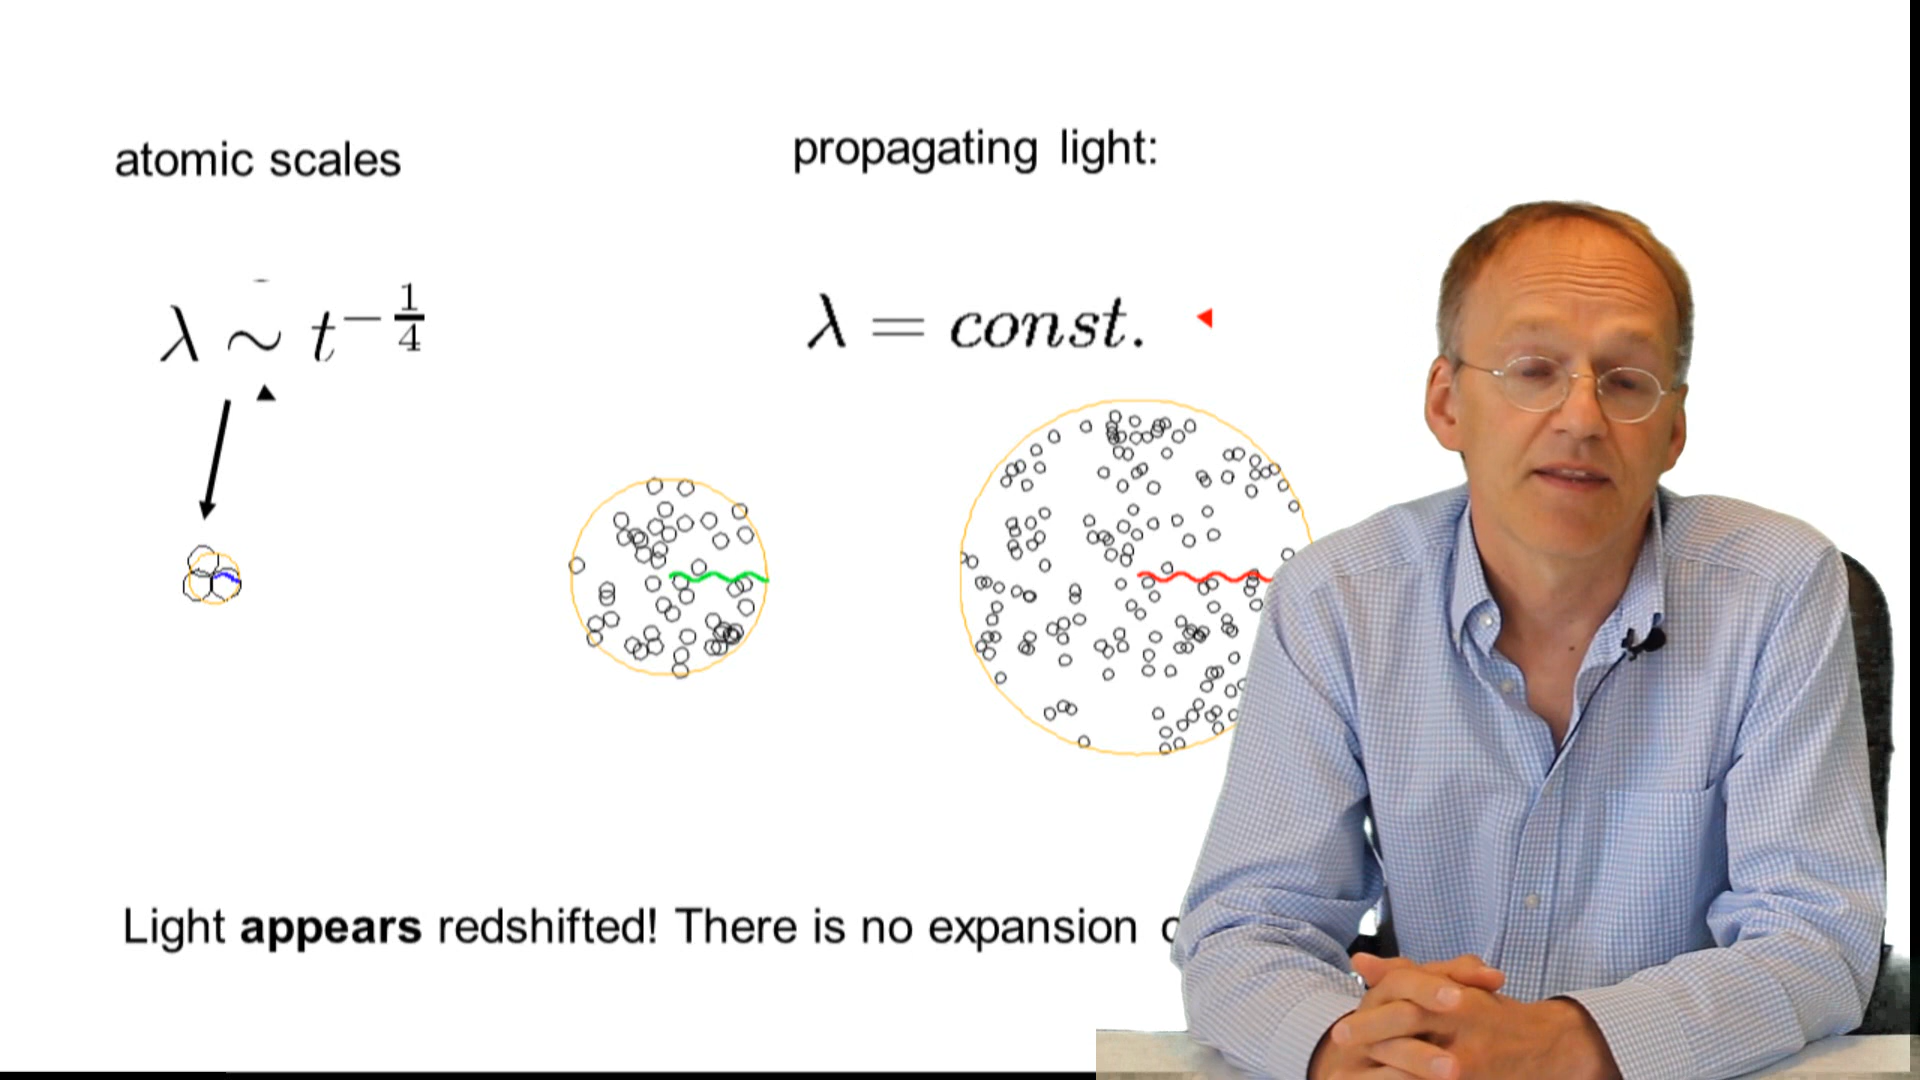 atomic scales
propagating light:
λ ∼ t^{-1/4}
λ = const.
Light appears redshifted! There is no expansion